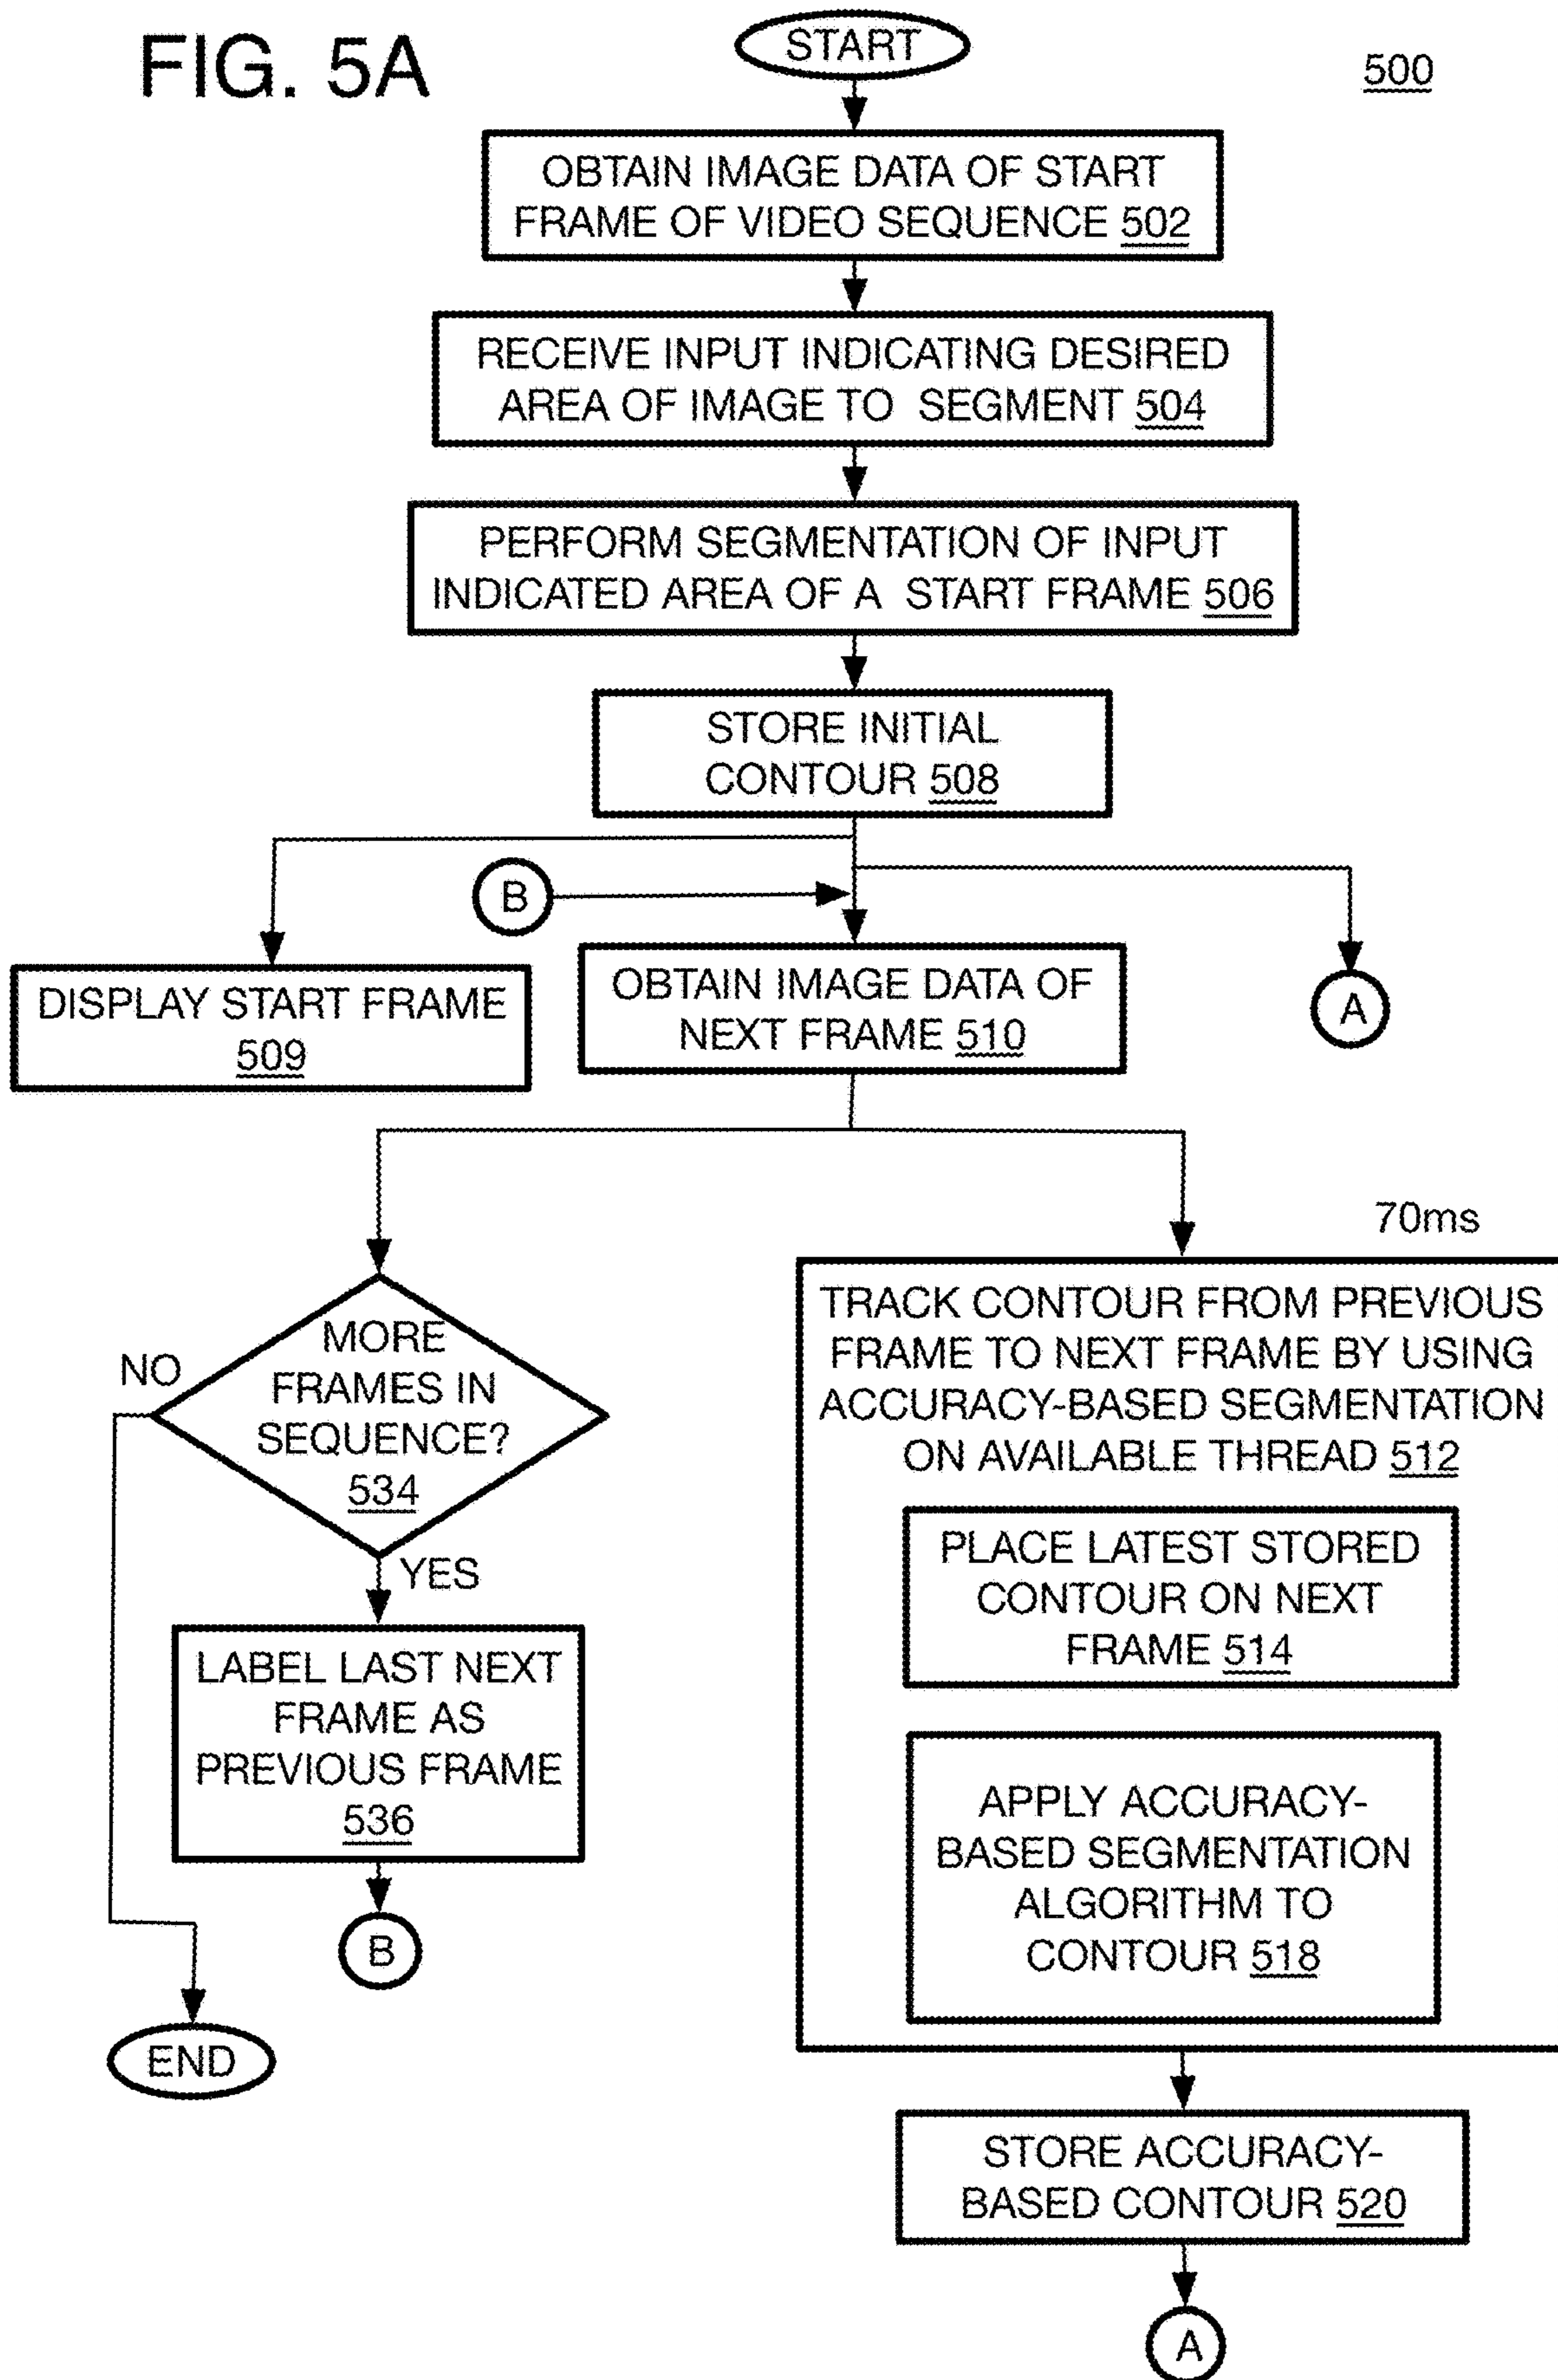 FIG. 5A
START
500
OBTAIN IMAGE DATA OF START
FRAME OF VIDEO SEQUENCE 502
RECEIVE INPUT INDICATING DESIRED
AREA OF IMAGE TO SEGMENT 504
PERFORM SEGMENTATION OF INPUT
INDICATED AREA OF A START FRAME 506
STORE INITIAL
CONTOUR 508
B
DISPLAY START FRAME
509
OBTAIN IMAGE DATA OF
NEXT FRAME 510
A
70ms
NO
MORE
FRAMES IN
SEQUENCE?
534
YES
LABEL LAST NEXT
FRAME AS
PREVIOUS FRAME
536
B
END
TRACK CONTOUR FROM PREVIOUS
FRAME TO NEXT FRAME BY USING
ACCURACY-BASED SEGMENTATION
ON AVAILABLE THREAD 512
PLACE LATEST STORED
CONTOUR ON NEXT
FRAME 514
APPLY ACCURACY-
BASED SEGMENTATION
ALGORITHM TO
CONTOUR 518
STORE ACCURACY-
BASED CONTOUR 520
A